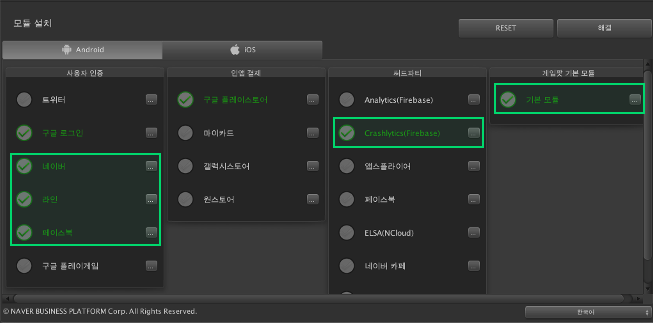 모듈 설치
RESET
해결
Android
iOS
사용자 인증
트위터
...
구글 로그인
...
네이버
...
라인
...
페이스북
...
구글 플레이게임
...
인앱 결제
구글 플레이스토어
...
마이카드
...
갤럭시스토어
...
원스토어
...
써드파티
Analytics(Firebase)
...
Crashlytics(Firebase)
...
앱스플라이어
...
페이스북
...
ELSA(NCloud)
...
네이버 카페
...
게임팟 기본 모듈
기본 모듈
...
© NAVER BUSINESS PLATFORM Corp. All Rights Reserved.
한국어